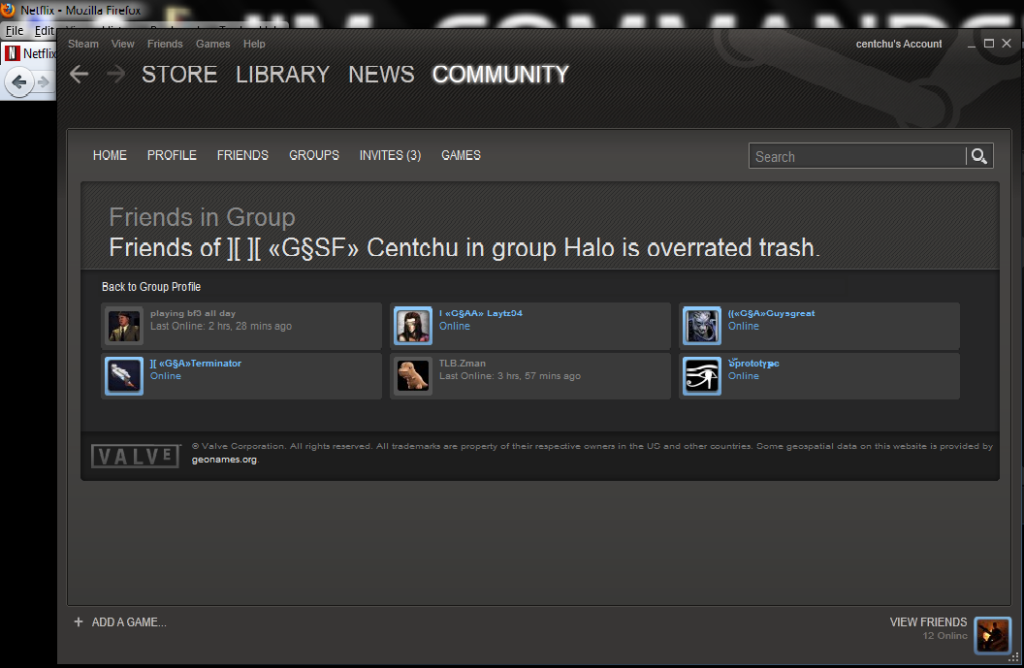 Netflix - Mozilla Firefox
File Edit
Netflix
Steam View Friends Games Help
centchu's Account
STORE LIBRARY NEWS COMMUNITY
HOME PROFILE FRIENDS GROUPS INVITES (3) GAMES
Search
Friends in Group
Friends of ][ ][ «G§SF» Centchu in group Halo is overrated trash.
Back to Group Profile
playing bf3 all day
Last Online: 2 hrs, 28 mins ago
Online
((«G§A»Guysgreat
Online
][ «G§A»Terminator
Online
TLB.Zman
Last Online: 3 hrs, 57 mins ago
Online
VALVE
© Valve Corporation. All rights reserved. All trademarks are property of their respective owners in the US and other countries. Some geospatial data on this website is provided by
geonames.org.
+ ADD A GAME...
VIEW FRIENDS
12 Online